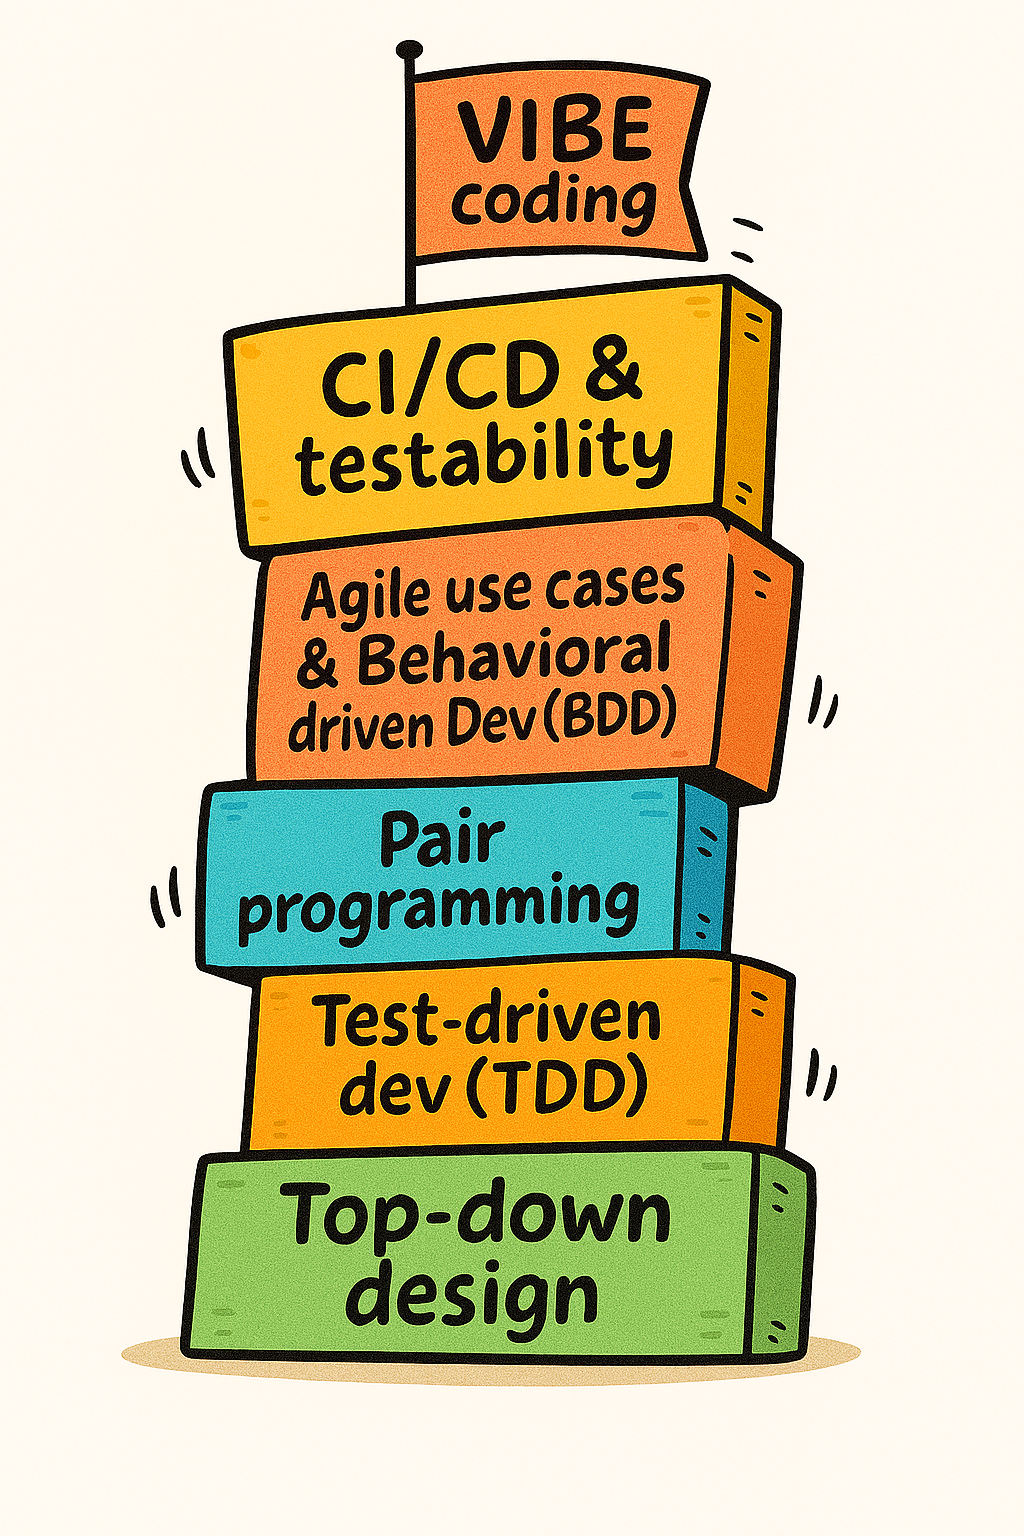 VIBE
coding
CI/CD &
testability
Agile use cases
& Behavioral
driven Dev (BDD)
Pair
programming
Test-driven
dev (TDD)
Top-down
design